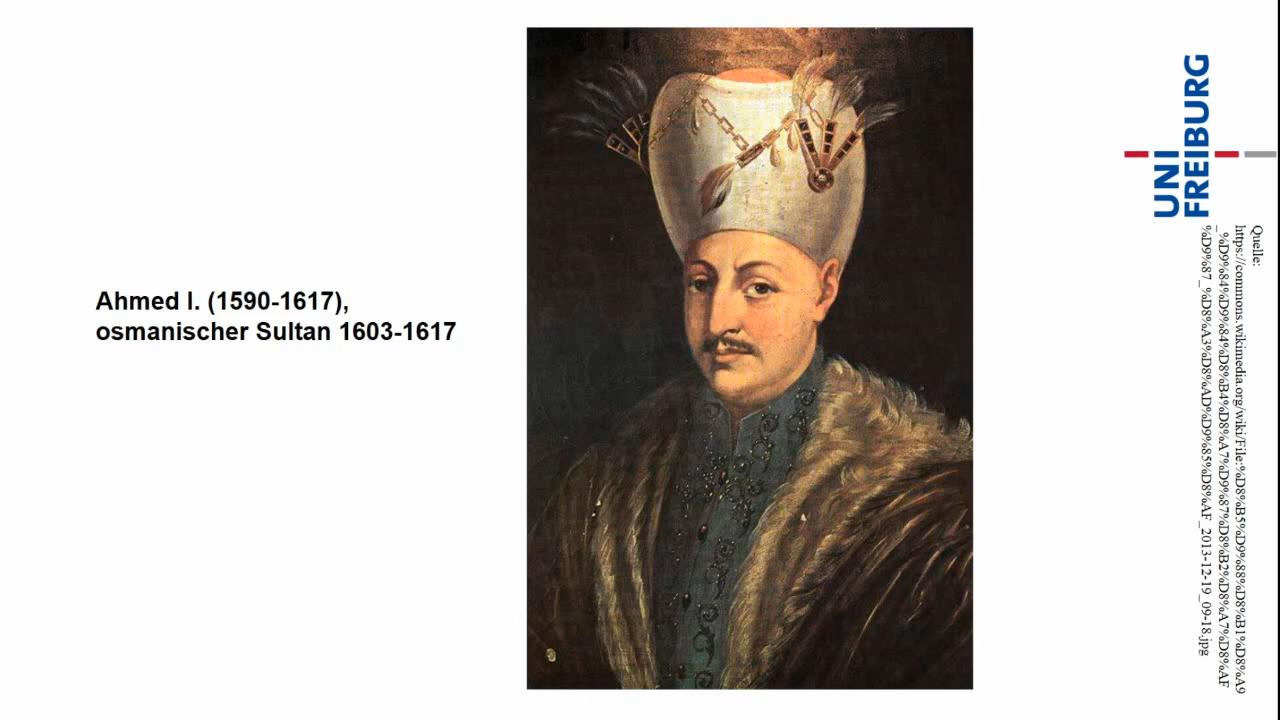 Ahmed I. (1590-1617),
osmanischer Sultan 1603-1617
UNI
FREIBURG
Quelle:
https://commons.wikimedia.org/wiki/File:%D8%B5%D9%88%D8%B1%D8%A9
_%D9%84%D9%84%D8%B4%D8%A7%D9%87%D8%B2%D8%A7%D8%AF
%D9%87_%D8%A3%D8%AD%D9%85%D8%AF_2013-12-19_09-18.jpg